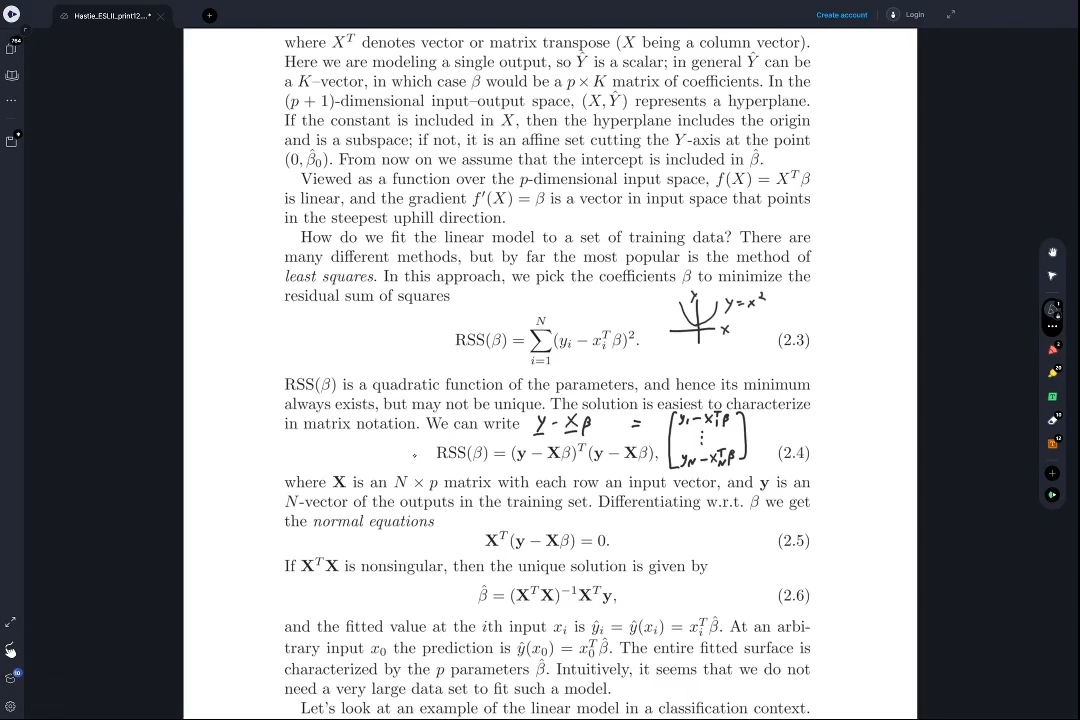 Hastie_ESLII_print12....*
Create account
Login
764
where X^T denotes vector or matrix transpose (X being a column vector).
Here we are modeling a single output, so Ŷ is a scalar; in general Ŷ can be
a K–vector, in which case β would be a p × K matrix of coefficients. In the
(p + 1)-dimensional input–output space, (X, Ŷ) represents a hyperplane.
If the constant is included in X, then the hyperplane includes the origin
and is a subspace; if not, it is an affine set cutting the Y-axis at the point
(0, β̂₀). From now on we assume that the intercept is included in β̂.
Viewed as a function over the p-dimensional input space, f(X) = X^Tβ
is linear, and the gradient f′(X) = β is a vector in input space that points
in the steepest uphill direction.
How do we fit the linear model to a set of training data? There are
many different methods, but by far the most popular is the method of
least squares. In this approach, we pick the coefficients β to minimize the
residual sum of squares
y
y = x²
x
RSS(β) = ∑_{i=1}^{N} (y_i − x_i^T β)². (2.3)
RSS(β) is a quadratic function of the parameters, and hence its minimum
always exists, but may not be unique. The solution is easiest to characterize
in matrix notation. We can write
y - Xβ = [y₁ - x₁^Tβ ⋮ y_N - x_N^Tβ]
RSS(β) = (y − Xβ)^T(y − Xβ), (2.4)
where X is an N × p matrix with each row an input vector, and y is an
N-vector of the outputs in the training set. Differentiating w.r.t. β we get
the normal equations
X^T(y − Xβ) = 0. (2.5)
If X^TX is nonsingular, then the unique solution is given by
β̂ = (X^TX)^{−1}X^Ty, (2.6)
and the fitted value at the ith input x_i is ŷ_i = ŷ(x_i) = x_i^T β̂. At an arbi-
trary input x₀ the prediction is ŷ(x₀) = x₀^T β̂. The entire fitted surface is
characterized by the p parameters β̂. Intuitively, it seems that we do not
need a very large data set to fit such a model.
Let's look at an example of the linear model in a classification context.